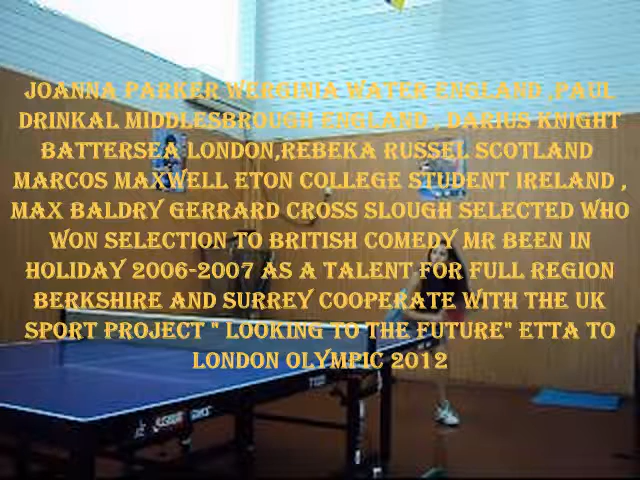 JOANNA PARKER WERGINIA WATER ENGLAND ,PAUL
DRINKAL MIDDLESBROUGH ENGLAND , DARIUS KNIGHT
BATTERSEA LONDON,REBEKA RUSSEL SCOTLAND
MARCOS MAXWELL ETON COLLEGE STUDENT IRELAND ,
MAX BALDRY GERRARD CROSS SLOUGH SELECTED WHO
WON SELECTION TO BRITISH COMEDY MR BEEN IN
HOLIDAY 2006-2007 AS A TALENT FOR FULL REGION
BERKSHIRE AND SURREY COOPERATE WITH THE UK
SPORT PROJECT " LOOKING TO THE FUTURE" ETTA TO
LONDON OLYMPIC 2012